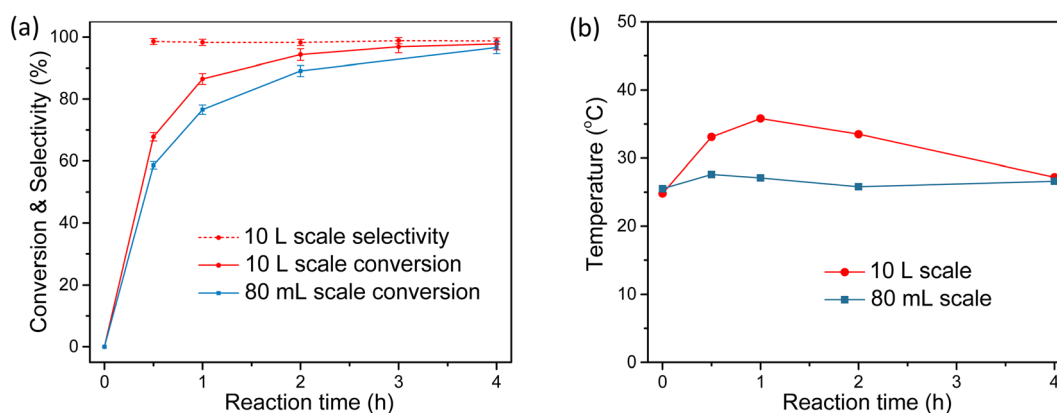 (a)
Conversion & Selectivity (%)
100
80
60
40
20
0
10 L scale selectivity
10 L scale conversion
80 mL scale conversion
0
1
2
3
4
Reaction time (h)
(b)
Temperature (°C)
50
40
30
20
10
0
10 L scale
80 mL scale
0
1
2
3
4
Reaction time (h)